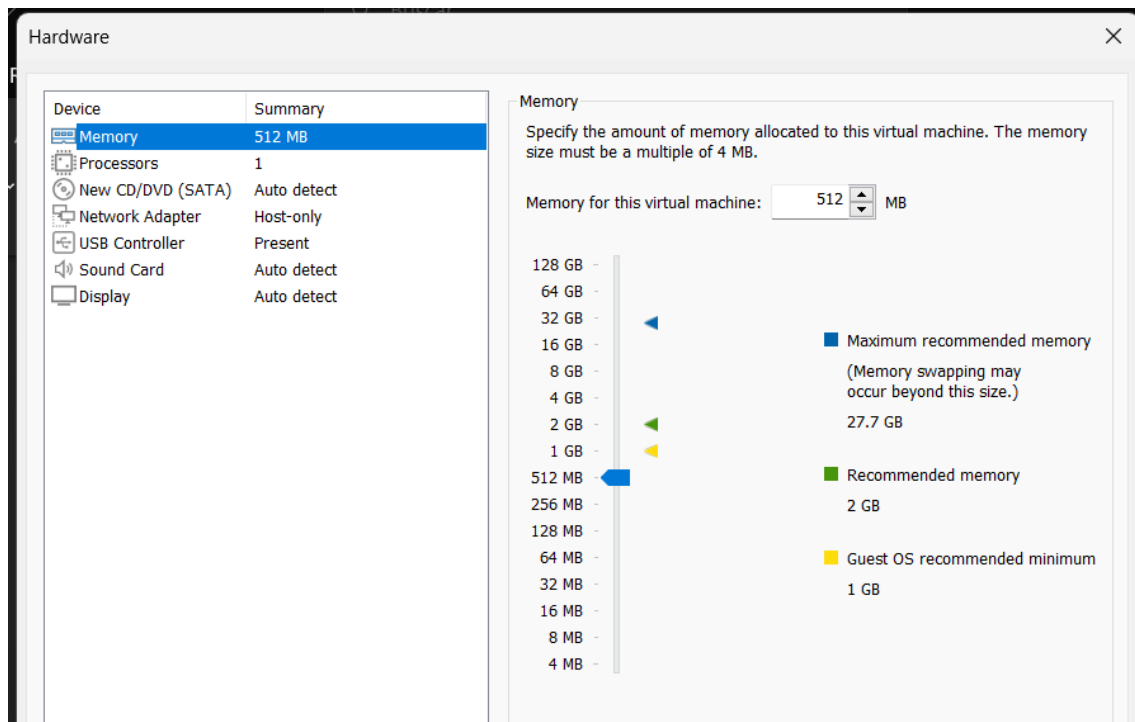 Hardware
Device Summary
Memory 512 MB
Processors 1
New CD/DVD (SATA) Auto detect
Network Adapter Host-only
USB Controller Present
Sound Card Auto detect
Display Auto detect
Memory
Specify the amount of memory allocated to this virtual machine. The memory
size must be a multiple of 4 MB.
Memory for this virtual machine: 512 MB
128 GB
64 GB
32 GB
16 GB
8 GB
4 GB
2 GB
1 GB
512 MB
256 MB
128 MB
64 MB
32 MB
16 MB
8 MB
4 MB
Maximum recommended memory
(Memory swapping may
occur beyond this size.)
27.7 GB
Recommended memory
2 GB
Guest OS recommended minimum
1 GB